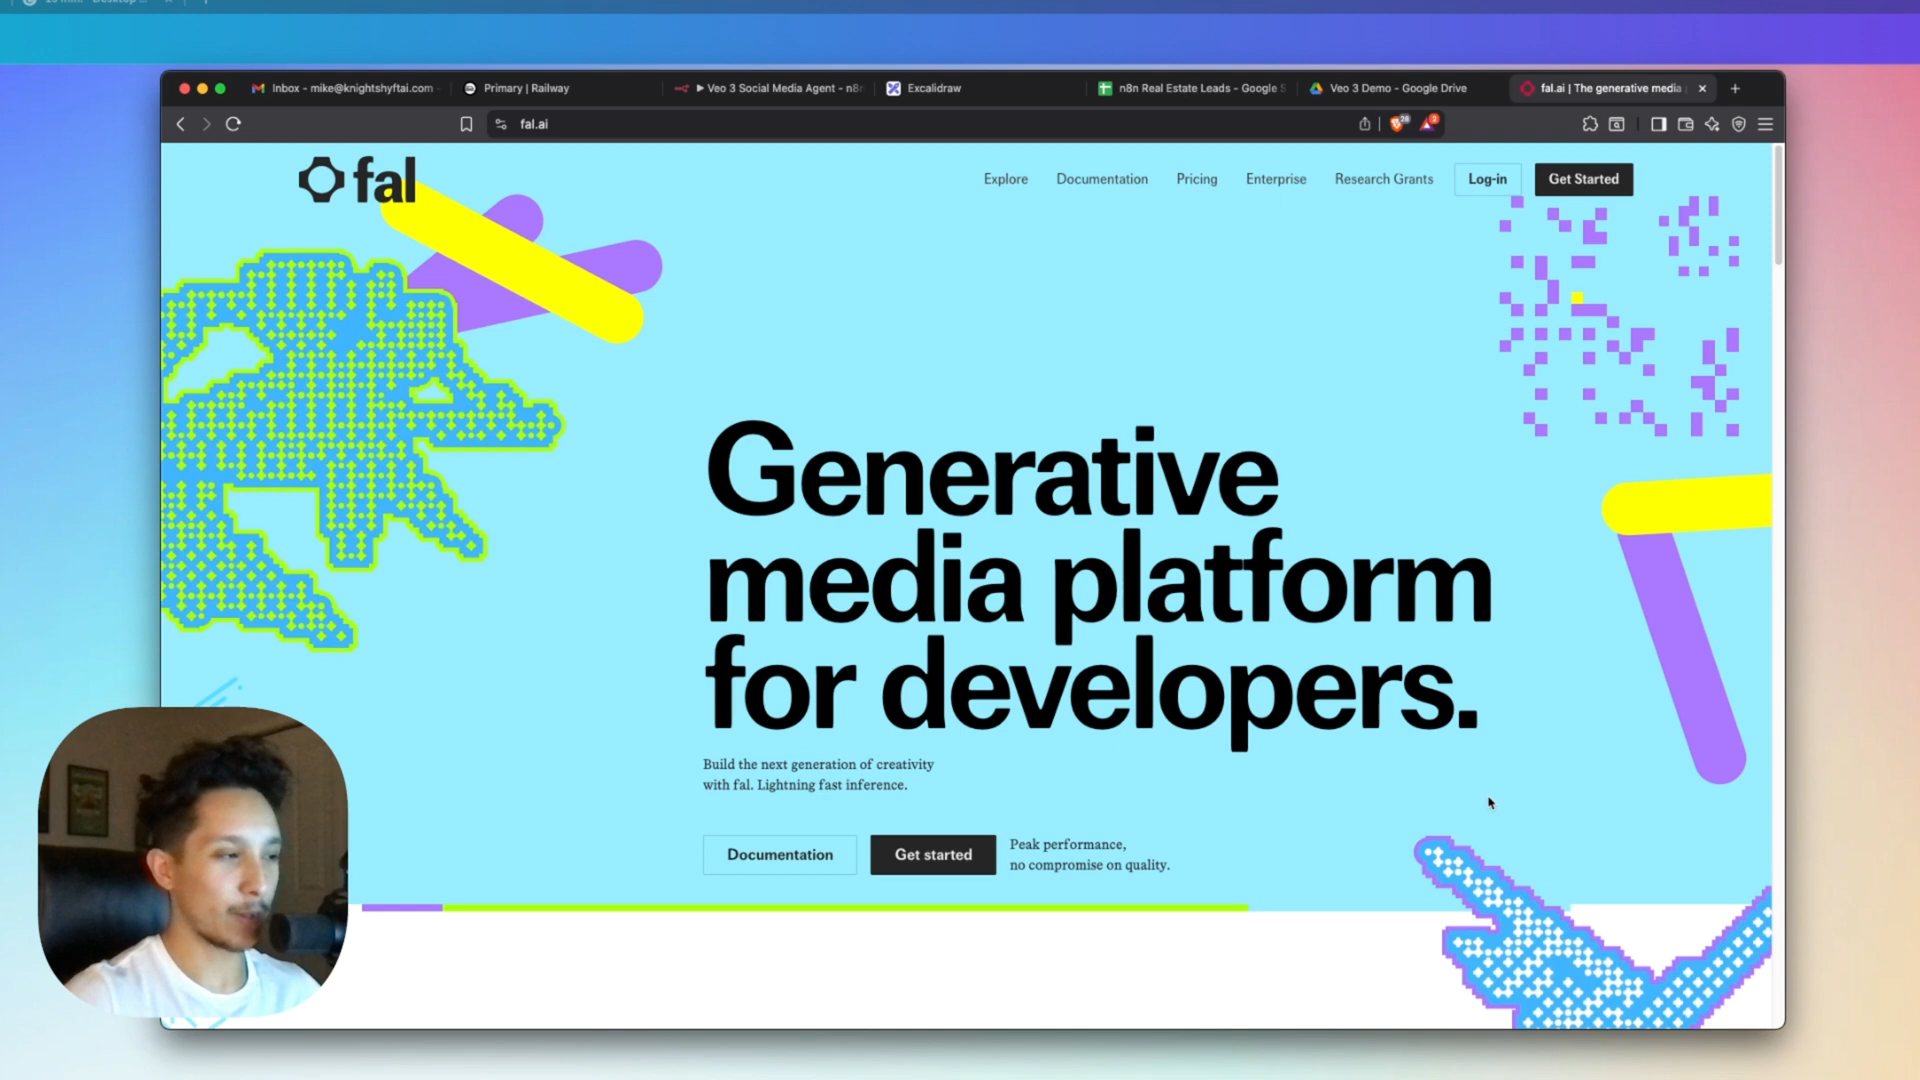 Inbox - mike@knightshyftai.com
Primary | Railway
Veo 3 Social Media Agent - n8n
Excalidraw
n8n Real Estate Leads - Google S
Veo 3 Demo - Google Drive
fal.ai | The generative media
fal.ai
28
2
fal
Explore
Documentation
Pricing
Enterprise
Research Grants
Log-in
Get Started
Generative
media platform
for developers.
Build the next generation of creativity
with fal. Lightning fast inference.
Documentation
Get started
Peak performance,
no compromise on quality.